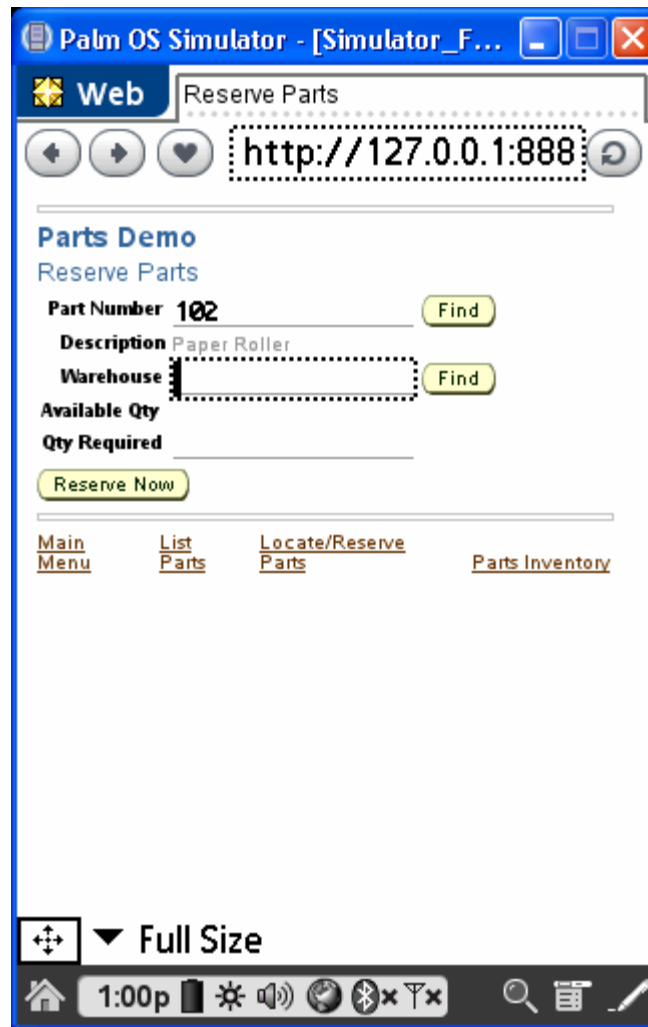 Palm OS Simulator - [Simulator_F...
Web Reserve Parts
http://127.0.0.1:888
Parts Demo
Reserve Parts
Part Number 102 Find
Description Paper Roller
Warehouse Find
Available Qty
Qty Required
Reserve Now
Main Menu List Parts Locate/Reserve Parts Parts Inventory
Full Size
1:00p